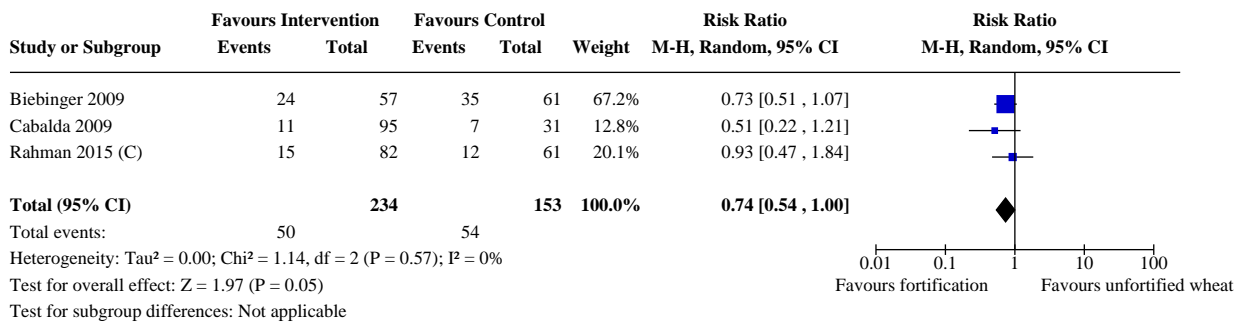 Favours Intervention Favours Control Risk Ratio Risk Ratio
Study or Subgroup Events Total Events Total Weight M-H, Random, 95% CI M-H, Random, 95% CI
Biebinger 2009 24 57 35 61 67.2% 0.73 [0.51 , 1.07]
Cabalda 2009 11 95 7 31 12.8% 0.51 [0.22 , 1.21]
Rahman 2015 (C) 15 82 12 61 20.1% 0.93 [0.47 , 1.84]
Total (95% CI) 234 153 100.0% 0.74 [0.54 , 1.00]
Total events: 50 54
Heterogeneity: Tau² = 0.00; Chi² = 1.14, df = 2 (P = 0.57); I² = 0%
0.01 0.1 1 10 100
Test for overall effect: Z = 1.97 (P = 0.05)
Favours fortification Favours unfortified wheat
Test for subgroup differences: Not applicable